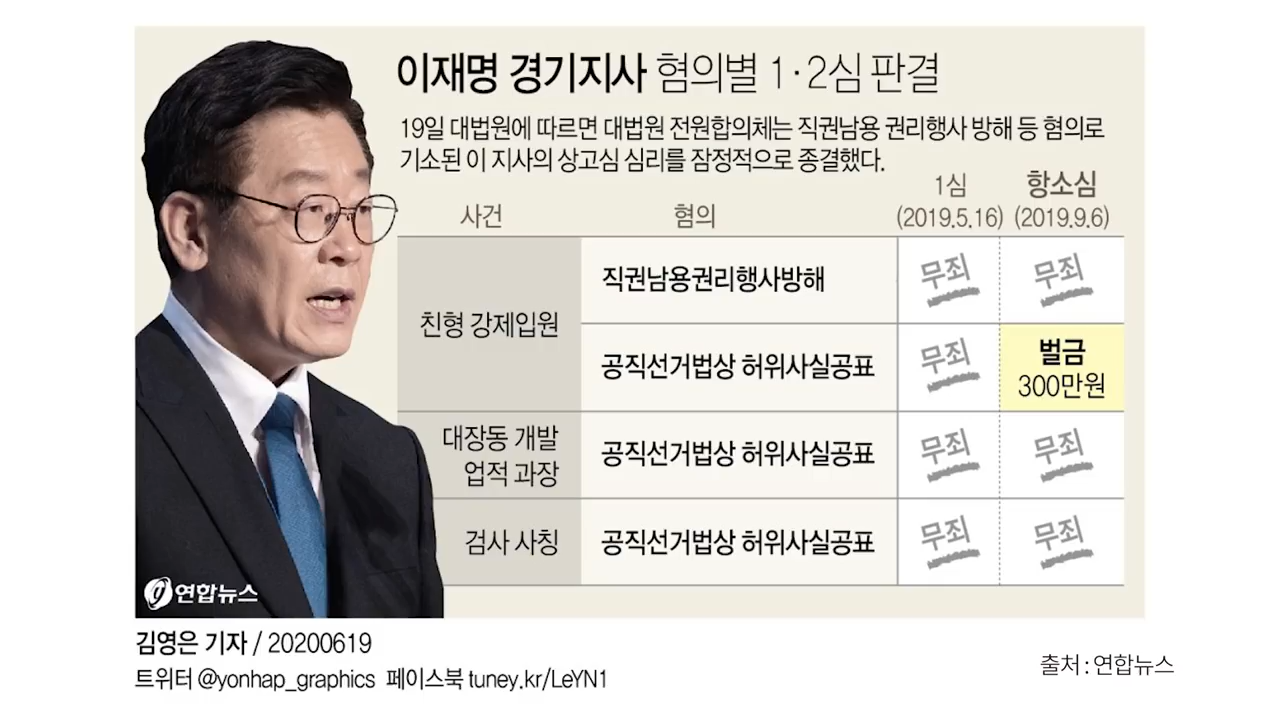 이재명 경기지사 혐의별 1·2심 판결
19일 대법원에 따르면 대법원 전원합의체는 직권남용 권리행사 방해 등 혐의로
기소된 이 지사의 상고심 심리를 잠정적으로 종결했다.
사건 혐의 1심 항소심
(2019.5.16) (2019.9.6)
친형 강제입원
직권남용권리행사방해 무죄 무죄
공직선거법상 허위사실공표 무죄 벌금
300만원
대장동 개발
업적 과장
공직선거법상 허위사실공표 무죄 무죄
검사 사칭 공직선거법상 허위사실공표 무죄 무죄
연합뉴스
김영은 기자 / 20200619
트위터 @yonhap_graphics 페이스북 tuney.kr/LeYN1
출처 : 연합뉴스